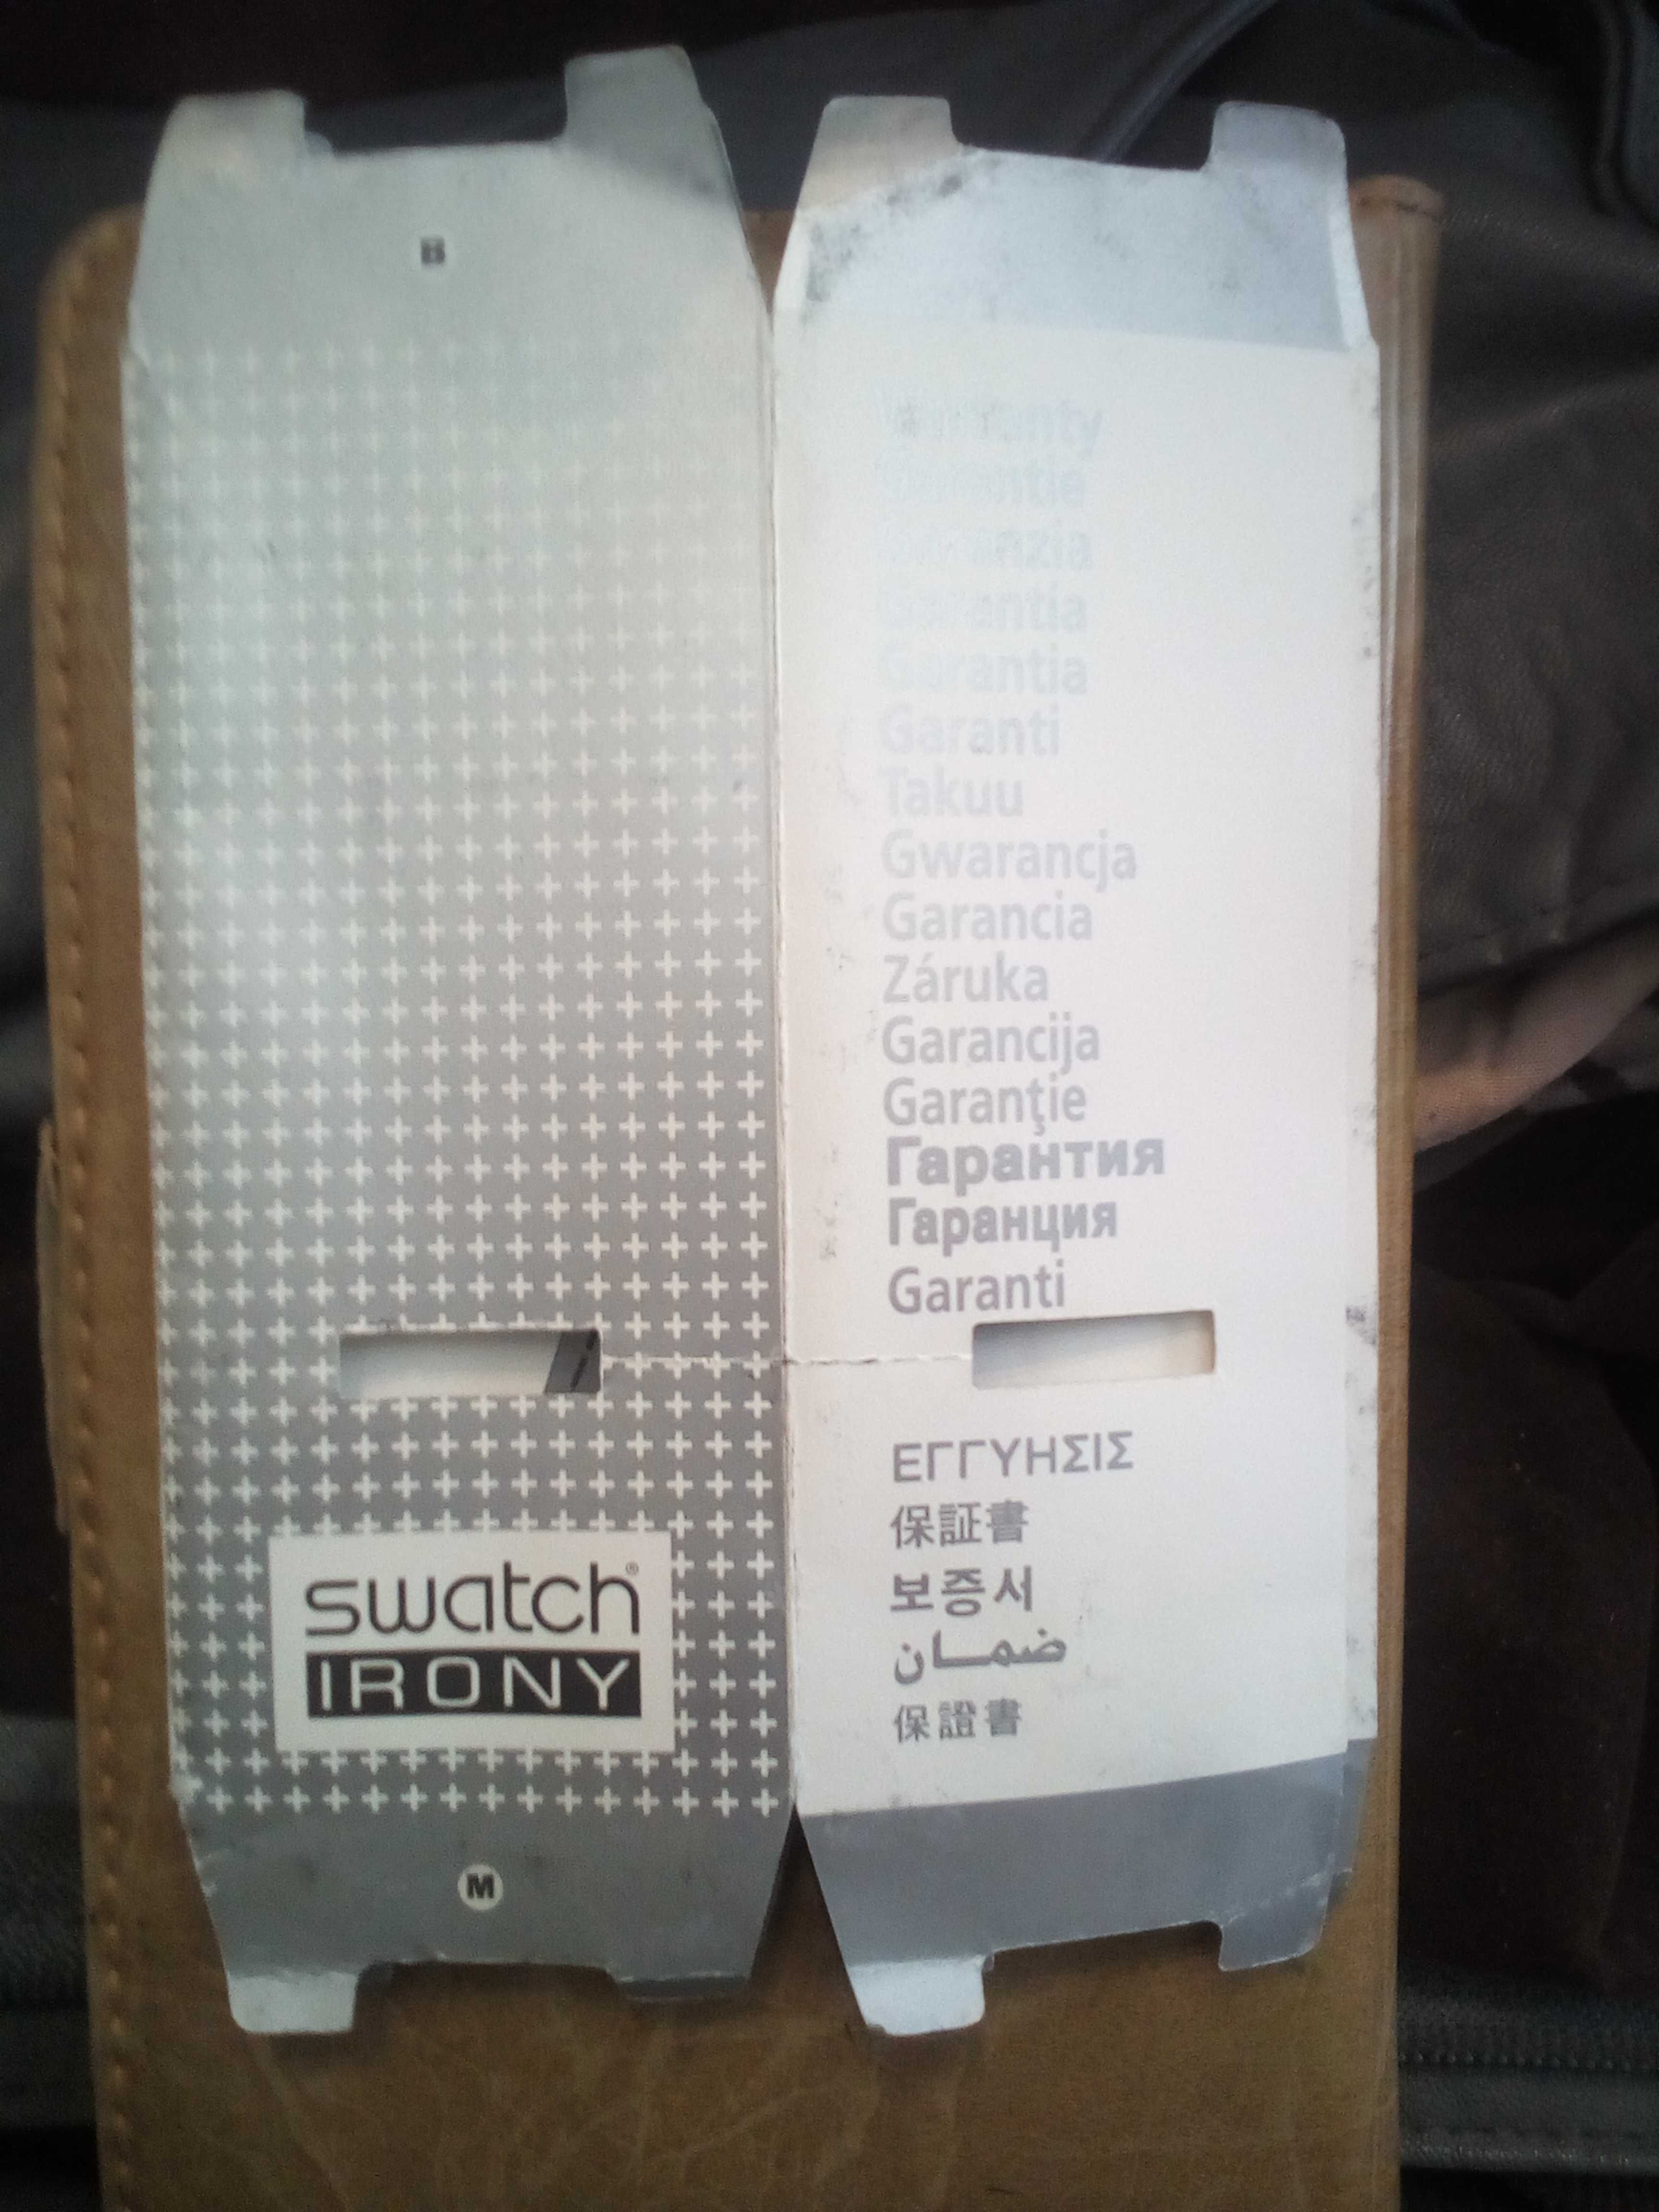 B
swatch®
IRONY
M
Warranty
Garantie
Garanzia
Garantía
Garantia
Garanti
Takuu
Gwarancja
Garancia
Záruka
Garancija
Garanţie
Гарантия
Гаранция
Garanti
ΕΓΓΥΗΣΙΣ
保証書
보증서
ضمـان
保證書